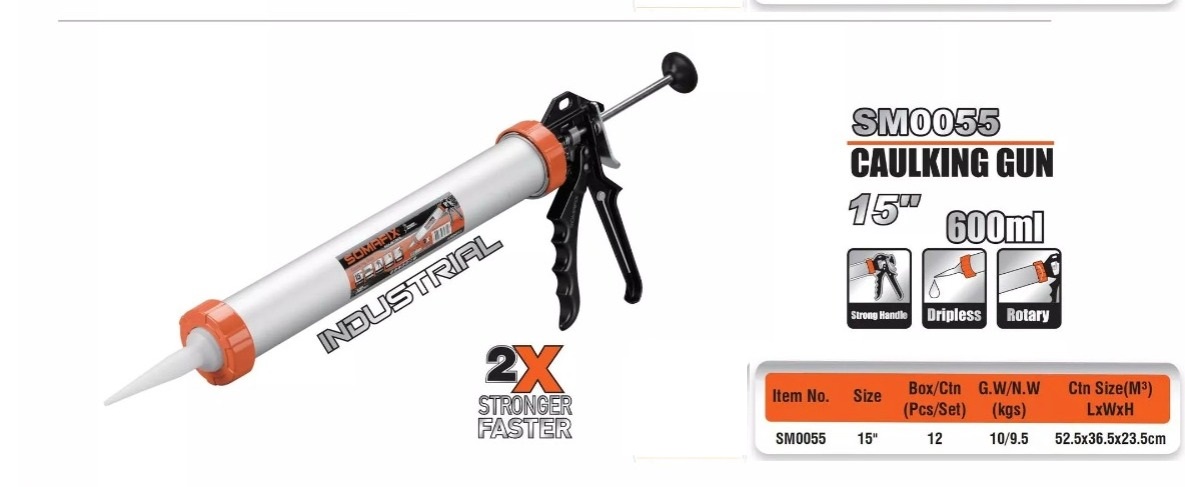 SM0055
CAULKING GUN
15"
600ml
SOMAFIX
INDUSTRIAL
Strong Handle
Dripless
Rotary
2X
STRONGER
FASTER
Item No. Size Box/Ctn (Pcs/Set) G.W/N.W (kgs) Ctn Size(M³) LxWxH
SM0055 15" 12 10/9.5 52.5x36.5x23.5cm